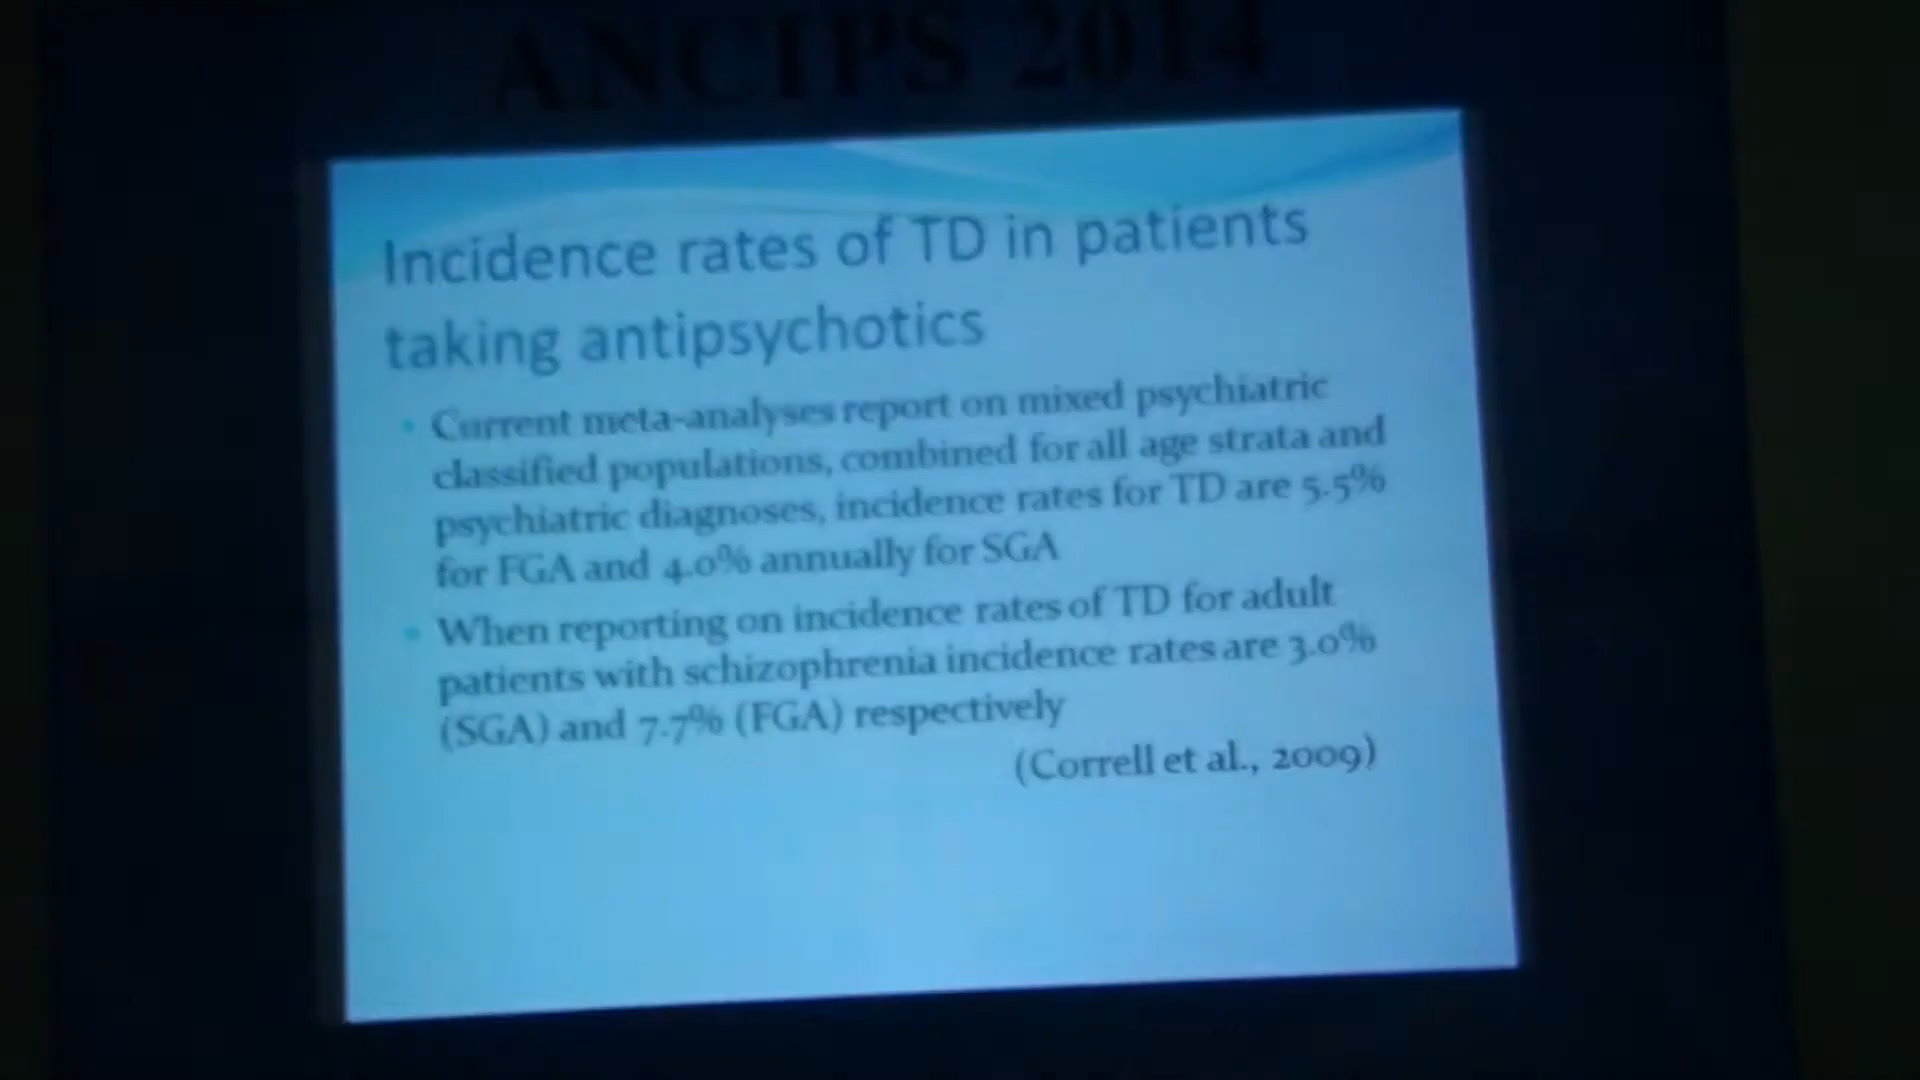 ANCIPS 2014
Incidence rates of TD in patients
taking antipsychotics
• Current meta-analyses report on mixed psychiatric
classified populations, combined for all age strata and
psychiatric diagnoses, incidence rates for TD are 5.5%
for FGA and 4.0% annually for SGA
• When reporting on incidence rates of TD for adult
patients with schizophrenia incidence rates are 3.0%
(SGA) and 7.7% (FGA) respectively
(Correll et al., 2009)